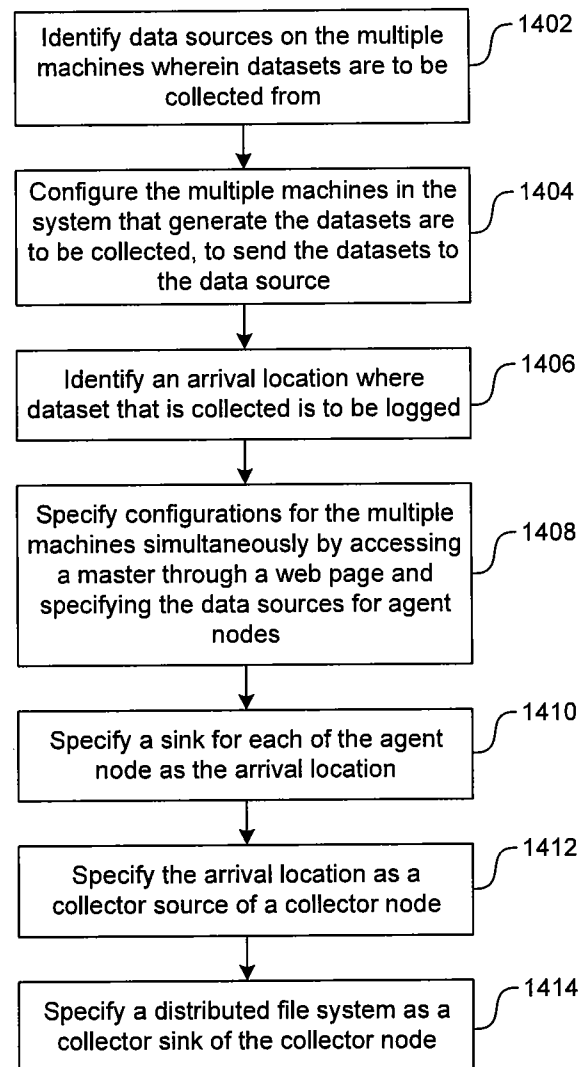 Identify data sources on the multiple
machines wherein datasets are to be
collected from
1402
Configure the multiple machines in the
system that generate the datasets are
to be collected, to send the datasets to
the data source
1404
Identify an arrival location where
dataset that is collected is to be logged
1406
Specify configurations for the multiple
machines simultaneously by accessing
a master through a web page and
specifying the data sources for agent
nodes
1408
Specify a sink for each of the agent
node as the arrival location
1410
Specify the arrival location as a
collector source of a collector node
1412
Specify a distributed file system as a
collector sink of the collector node
1414